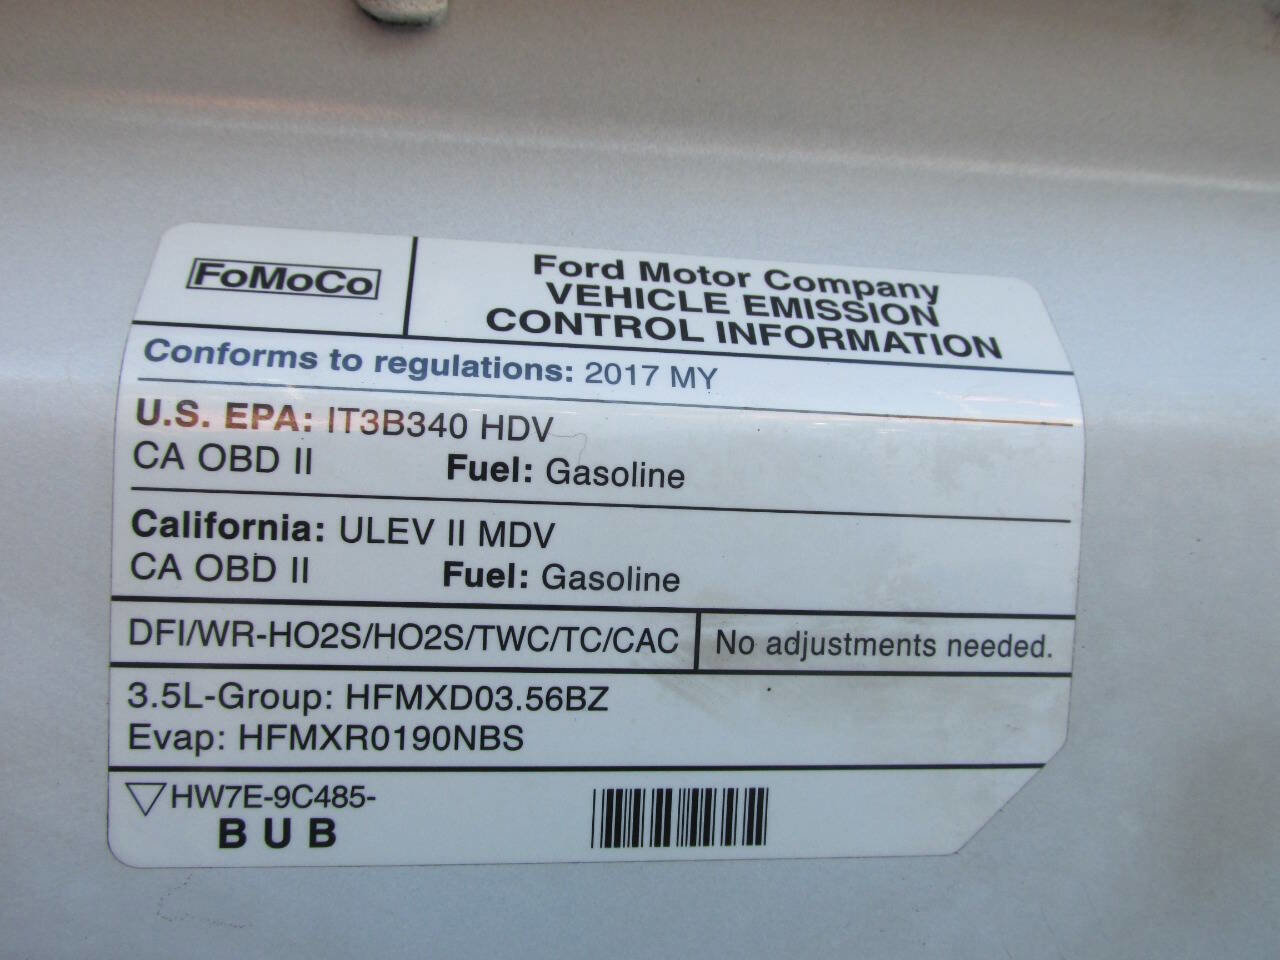 FoMoCo
Ford Motor Company
VEHICLE EMISSION
CONTROL INFORMATION
Conforms to regulations: 2017 MY
U.S. EPA: IT3B340 HDV
CA OBD II Fuel: Gasoline
California: ULEV II MDV
CA OBD II Fuel: Gasoline
DFI/WR-HO2S/HO2S/TWC/TC/CAC
No adjustments needed.
3.5L-Group: HFMXD03.56BZ
Evap: HFMXR0190NBS
HW7E-9C485-
B U B